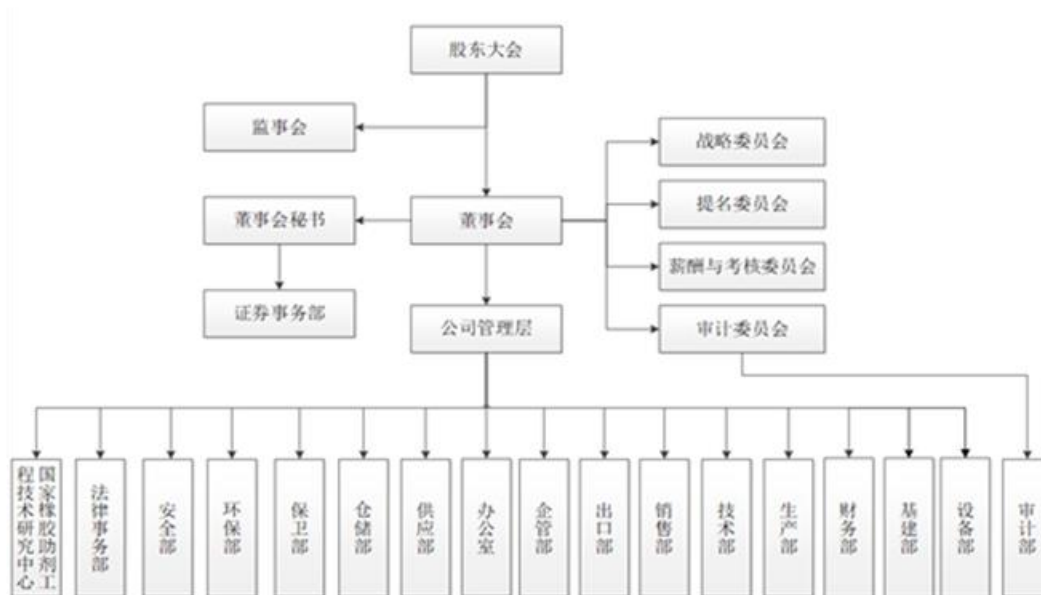 股东大会
监事会
战略委员会
提名委员会
董事会秘书
董事会
薪酬与考核委员会
证券事务部
公司管理层
审计委员会
国家橡胶助剂工
程技术研究中心
法律事务部
安全部
环保部
保卫部
仓储部
供应部
办公室
企管部
出口部
销售部
技术部
生产部
财务部
基建部
设备部
审计部